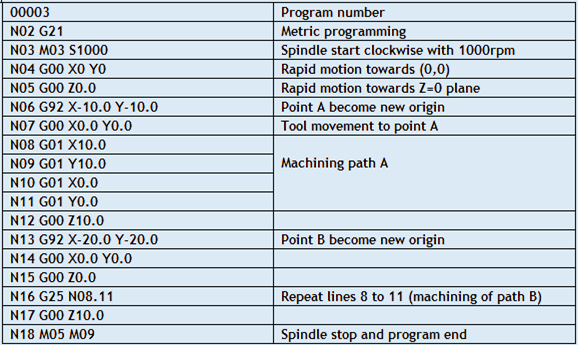 00003 Program number
N02 G21 Metric programming
N03 M03 S1000 Spindle start clockwise with 1000rpm
N04 G00 X0 Y0 Rapid motion towards (0,0)
N05 G00 Z0.0 Rapid motion towards Z=0 plane
N06 G92 X-10.0 Y-10.0 Point A become new origin
N07 G00 X0.0 Y0.0 Tool movement to point A
N08 G01 X10.0
N09 G01 Y10.0
Machining path A
N10 G01 X0.0
N11 G01 Y0.0
N12 G00 Z10.0
N13 G92 X-20.0 Y-20.0 Point B become new origin
N14 G00 X0.0 Y0.0
N15 G00 Z0.0
N16 G25 N08.11 Repeat lines 8 to 11 (machining of path B)
N17 G00 Z10.0
N18 M05 M09 Spindle stop and program end